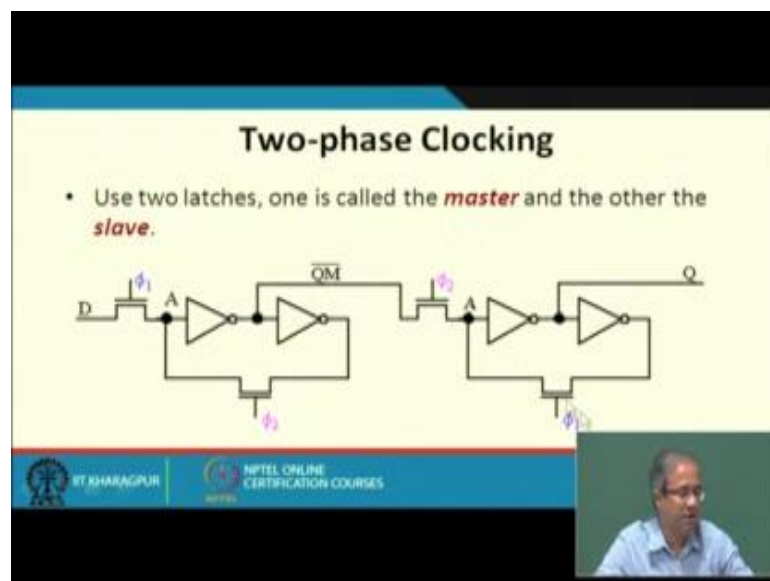 Two-phase Clocking
• Use two latches, one is called the master and the other the
slave.
D
ϕ1
A
QM
ϕ2
A
Q
ϕ2
ϕ1
IIT KHARAGPUR
NPTEL
NPTEL ONLINE
CERTIFICATION COURSES